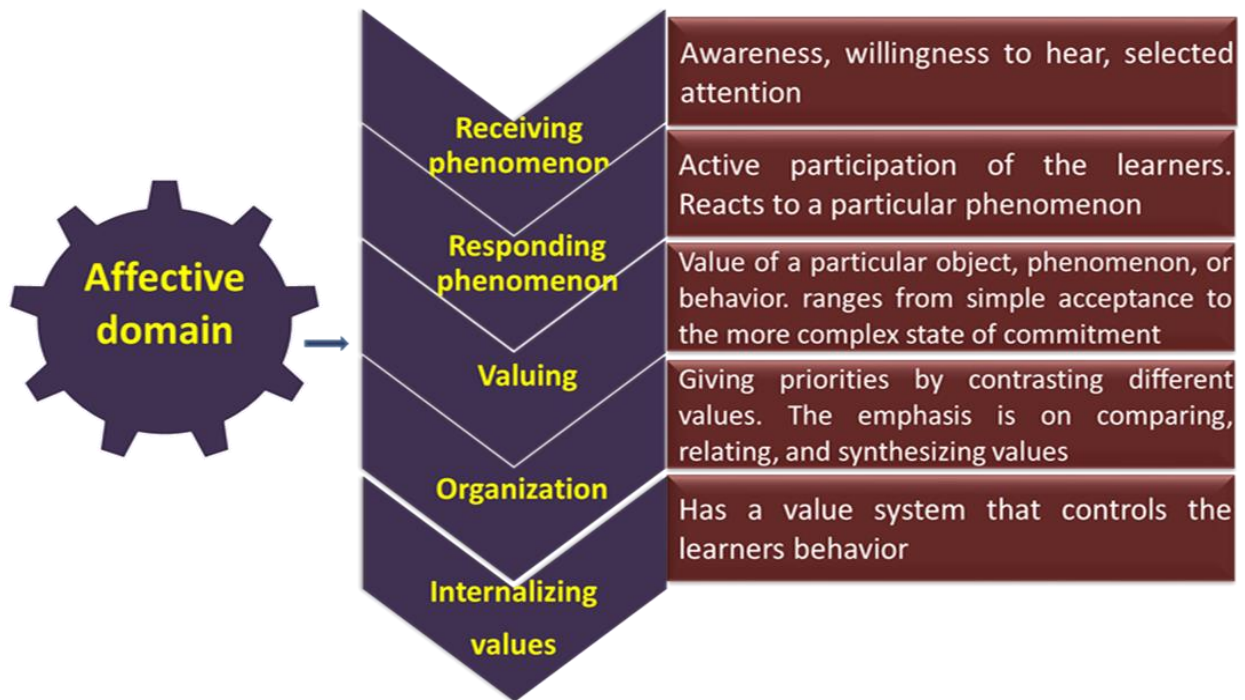 Affective
domain
Receiving
phenomenon
Awareness, willingness to hear, selected
attention
Responding
phenomenon
Active participation of the learners.
Reacts to a particular phenomenon
Valuing
Value of a particular object, phenomenon, or
behavior. ranges from simple acceptance to
the more complex state of commitment
Organization
Giving priorities by contrasting different
values. The emphasis is on comparing,
relating, and synthesizing values
Internalizing
values
Has a value system that controls the
learners behavior